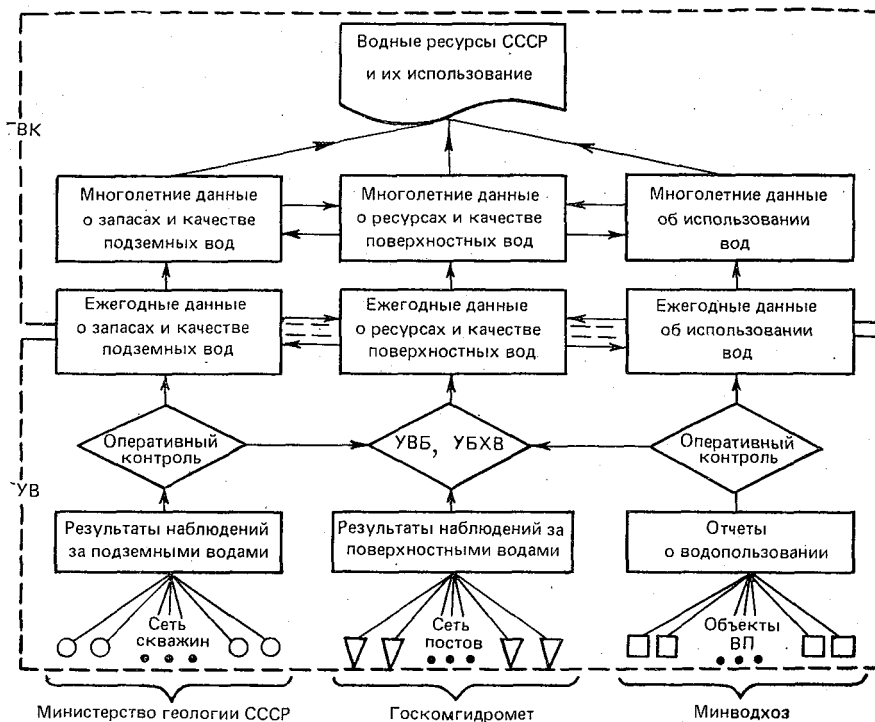 Водные ресурсы СССР
и их использование
ГВК
Многолетние данные
о запасах и качестве
подземных вод
Многолетние данные
о ресурсах и качестве
поверхностных вод
Многолетние данные
об использовании
вод
Ежегодные данные
о запасах и качестве
подземных вод
Ежегодные данные
о ресурсах и качестве
поверхностных вод
Ежегодные данные
об использовании
вод
Оперативный
контроль
УВБ, УБХВ
Оперативный
контроль
УВ
Результаты наблюдений
за подземными водами
Результаты наблюдений за
поверхностными водами
Отчеты
о водопользовании
Сеть
скважин
Сеть
постов
Объекты
ВП
Министерство геологии СССР
Госкомгидромет
Минводхоз